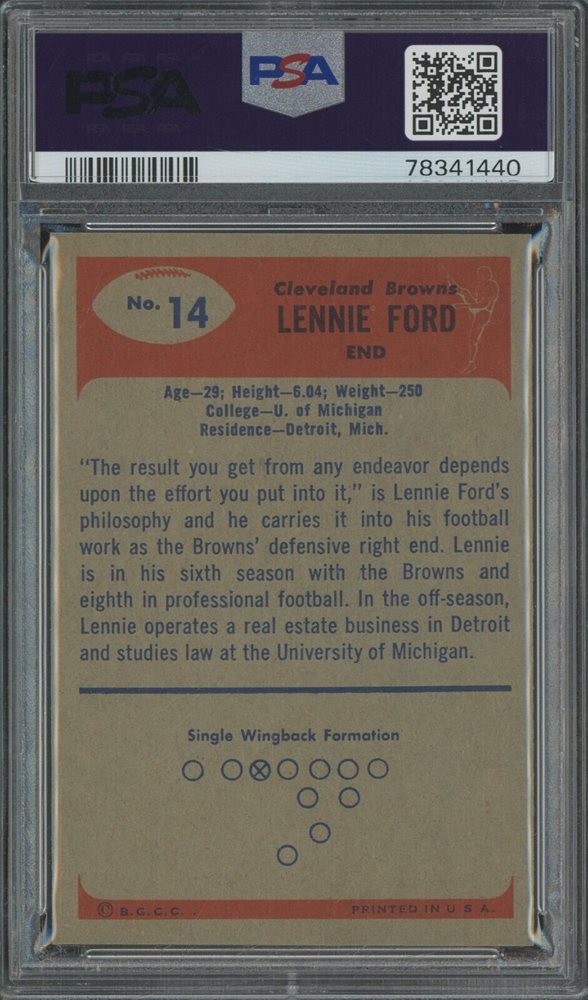 PSA
PSA
PSA PSA PSA
78341440
No. 14
Cleveland Browns
LENNIE FORD
END
Age—29; Height—6.04; Weight—250
College—U. of Michigan
Residence—Detroit, Mich.
"The result you get from any endeavor depends
upon the effort you put into it," is Lennie Ford's
philosophy and he carries it into his football
work as the Browns' defensive right end. Lennie
is in his sixth season with the Browns and
eighth in professional football. In the off-season,
Lennie operates a real estate business in Detroit
and studies law at the University of Michigan.
Single Wingback Formation
© B.G.C.C.
PRINTED IN U S A.